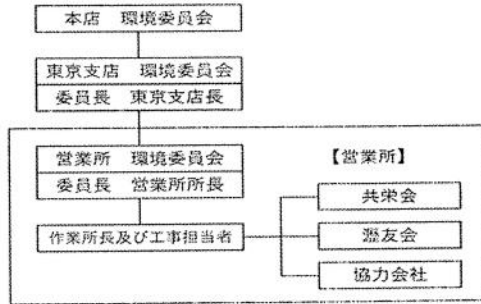 本店 環境委員会
東京支店 環境委員会
委員長 東京支店長
営業所 環境委員会
委員長 営業所所長
【営業所】
共栄会
作業所長及び工事担当者
瀝友会
協力会社